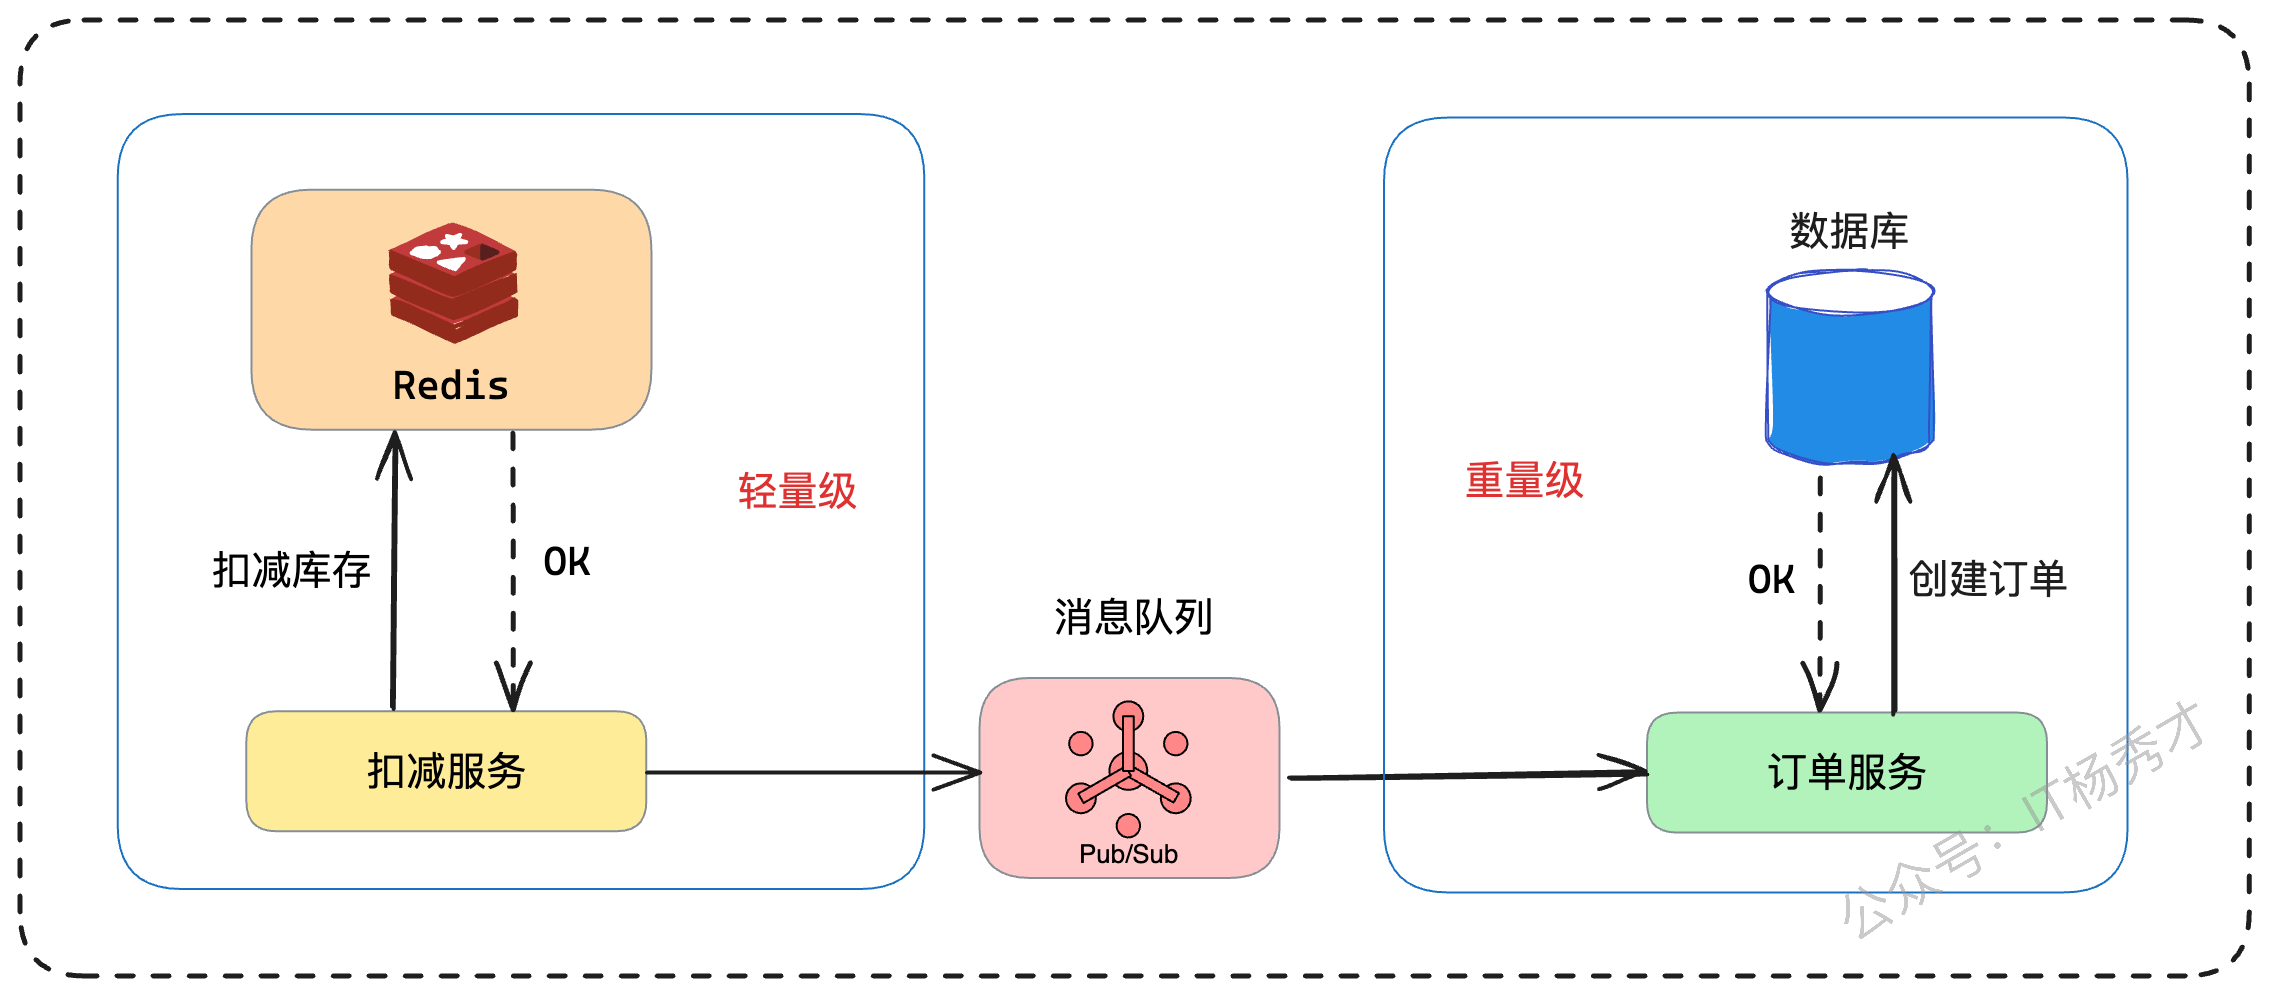 数据库
Redis
轻量级
重量级
扣减库存
OK
OK
创建订单
消息队列
扣减服务
Pub/Sub
订单服务
公众号：IT杨秀才